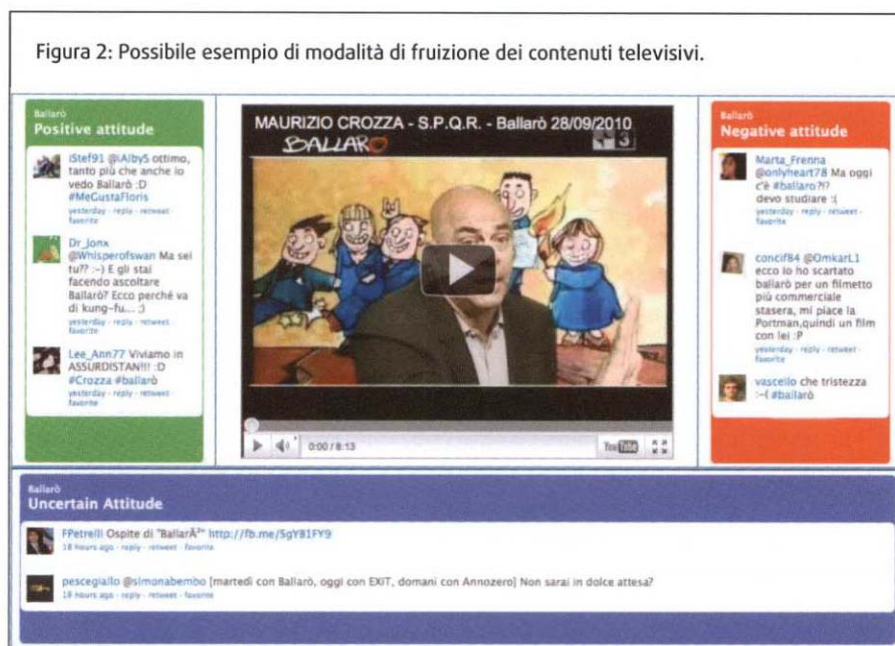 Figura 2: Possibile esempio di modalità di fruizione dei contenuti televisivi.
Ballarò
Positive attitude
iStef91 @iAlbyS ottimo,
tanto più che anche io
vedo Ballarò :D
#MeGustaFloris
yesterday · reply · retweet ·
favorite
Dr_Jonx
@Whisperofswan Ma sei
tu?? :-) E gli stai
facendo ascoltare
Ballarò? Ecco perché va
di kung-fu... ;)
yesterday · reply · retweet ·
favorite
Lee_Ann77 Viviamo in
ASSURDISTAN!!! :D
#Crozza #ballarò
yesterday · reply · retweet ·
favorite
MAURIZIO CROZZA - S.P.Q.R. - Ballarò 28/09/2010
BALLARÒ
3
0:00 / 8:13
YouTube
Ballarò
Negative attitude
Marta_Frenna
@onlyheart78 Ma oggi
c'è #ballaro?!?
devo studiare :(
yesterday · reply · retweet ·
favorite
concif84 @OmkarL1
ecco io ho scartato
ballarò per un filmetto
più commerciale
stasera, mi piace la
Portman,quindi un film
con lei :P
yesterday · reply · retweet ·
favorite
vascello che tristezza
:-( #ballarò
Ballarò
Uncertain Attitude
FPetrelli Ospite di "BallarÃ²" http://fb.me/SgYB1FY9
18 hours ago · reply · retweet · favorite
pescegiallo @simonabembo [martedì con Ballarò, oggi con EXIT, domani con Annozero] Non sarai in dolce attesa?
18 hours ago · reply · retweet · favorite